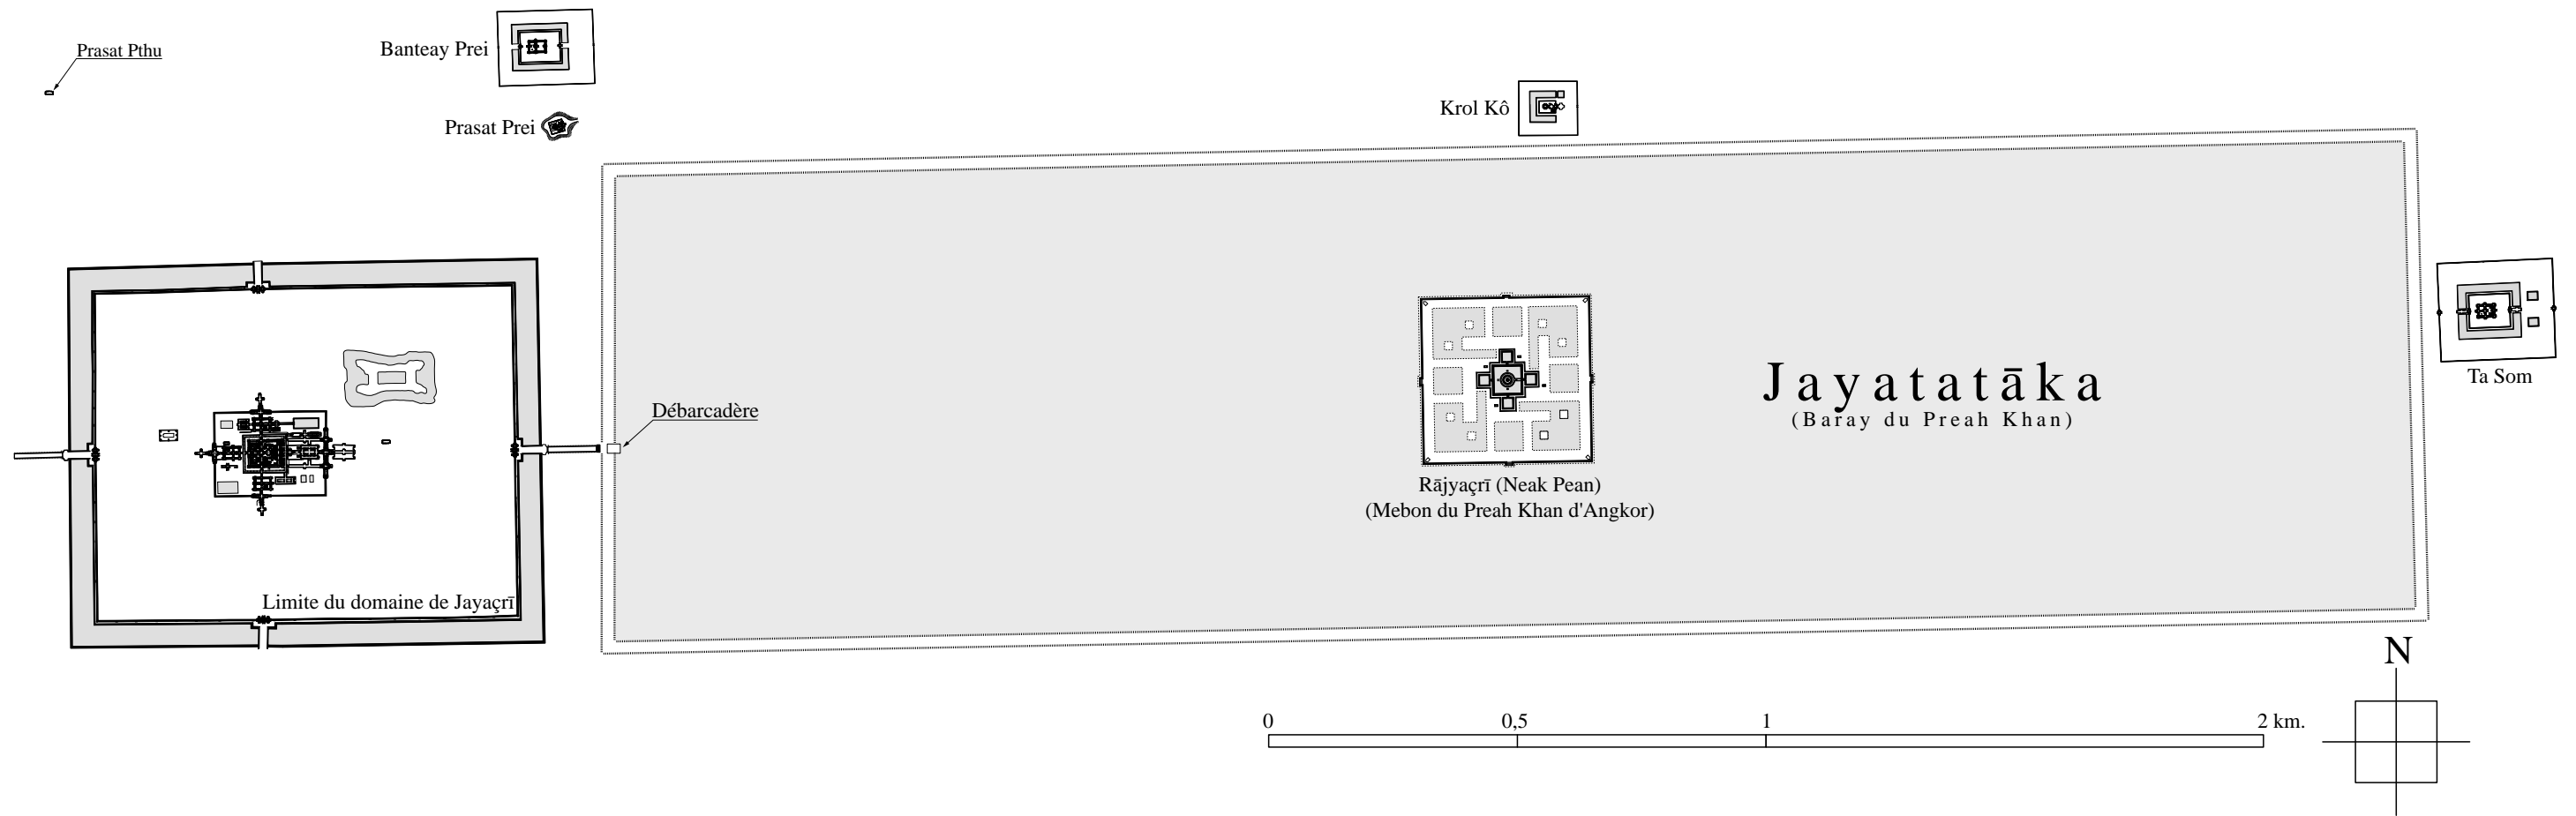 Prasat Pthu
Banteay Prei
Prasat Prei
Krol Kô
Débarcadère
Jayatatāka
(Baray du Preah Khan)
Ta Som
Rājyaçrī (Neak Pean)
(Mebon du Preah Khan d'Angkor)
Limite du domaine de Jayaçrī
N
0 0,5 1 2 km.